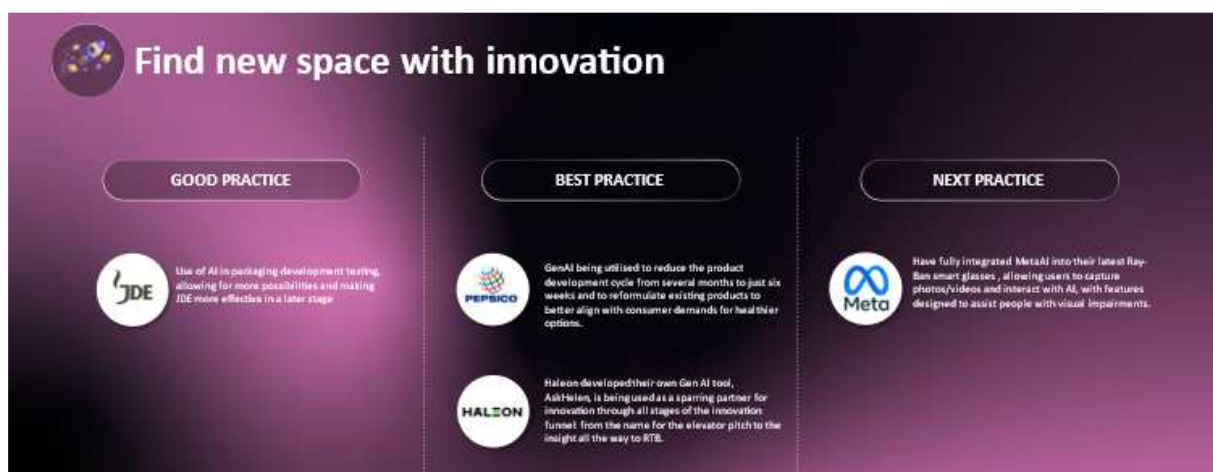 Find new space with innovation
GOOD PRACTICE
JDE
Use of AI in packaging development testing,
allowing for more possibilities and making
JDE more effective in a later stage
BEST PRACTICE
PEPSICO
GenAI being utilised to reduce the product
development cycle from several months to just six
weeks and to reformulate existing products to
better align with consumer demands for healthier
options.
HALEON
Haleon developed their own Gen AI tool,
AskHelen, is being used as a sparring partner for
innovation through all stages of the innovation
funnel: from the name for the elevator pitch to the
insight all the way to RTB.
NEXT PRACTICE
Meta
Have fully integrated MetaAI into their latest Ray-
Ban smart glasses , allowing users to capture
photos/videos and interact with AI, with features
designed to assist people with visual impairments.